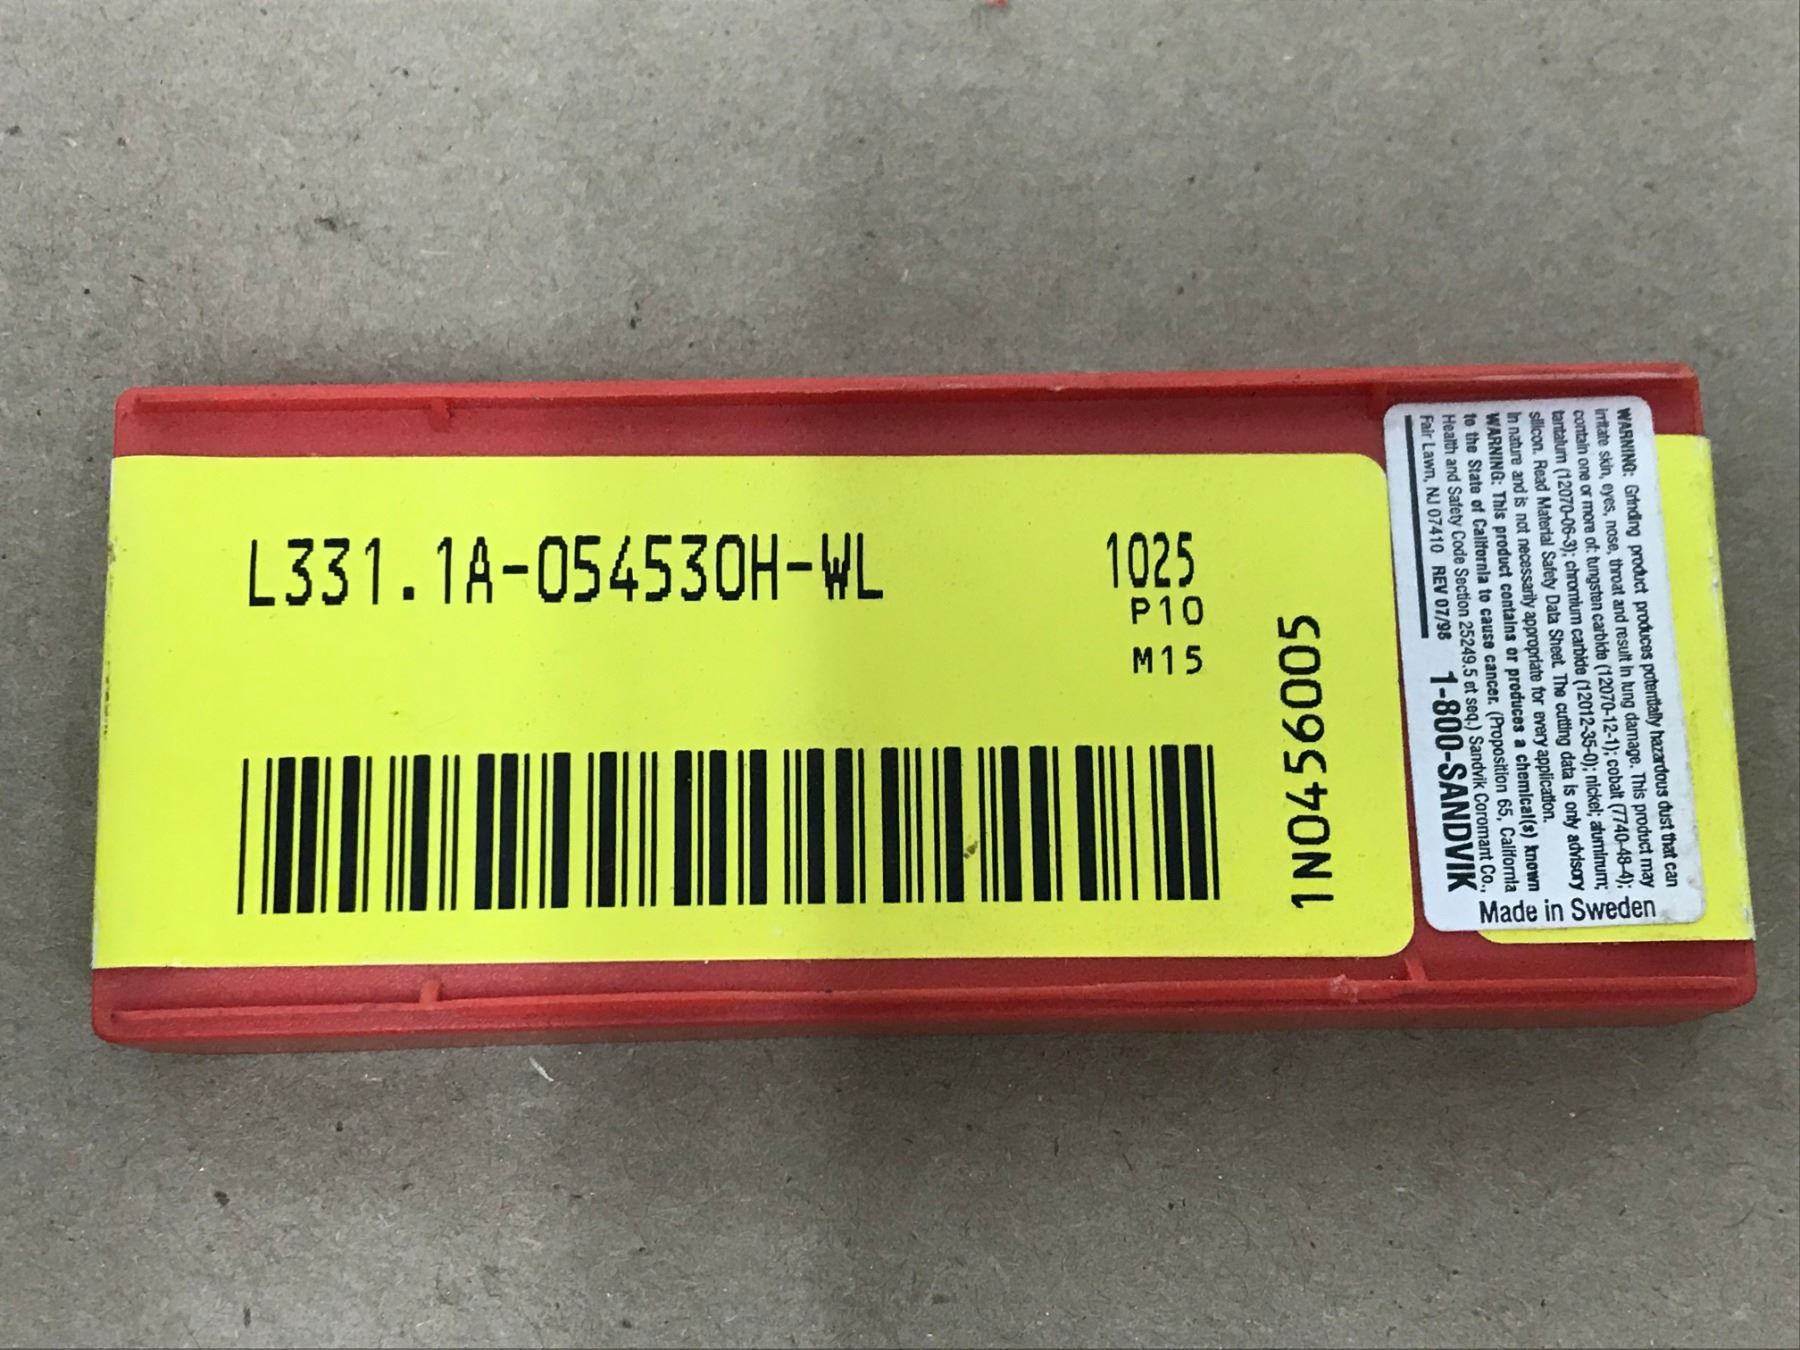 L331.1A-054530H-WL
1025
P10
M15
1N0459005
WARNING: Grinding product produces potentially hazardous dust that can
irritate skin, eyes, nose, throat and result in lung damage. This product may
contain one or more of: tungsten carbide (12070-12-1); cobalt (7740-48-4);
tantalum (12070-06-3); chromium carbide (12012-35-0); nickel; aluminum;
silicon. Read Material Safety Data Sheet. The cutting data is only advisory
in nature and is not necessarily appropriate for every application.
WARNING: This product contains or produces a chemical(s) known
to the State of California to cause cancer. (Proposition 65, California
Health and Safety Code Section 25249.5 et seq.) Sandvik Coromant Co.,
Fair Lawn, NJ 07410 REV 07/98 1-800-SANDVIK
Made in Sweden